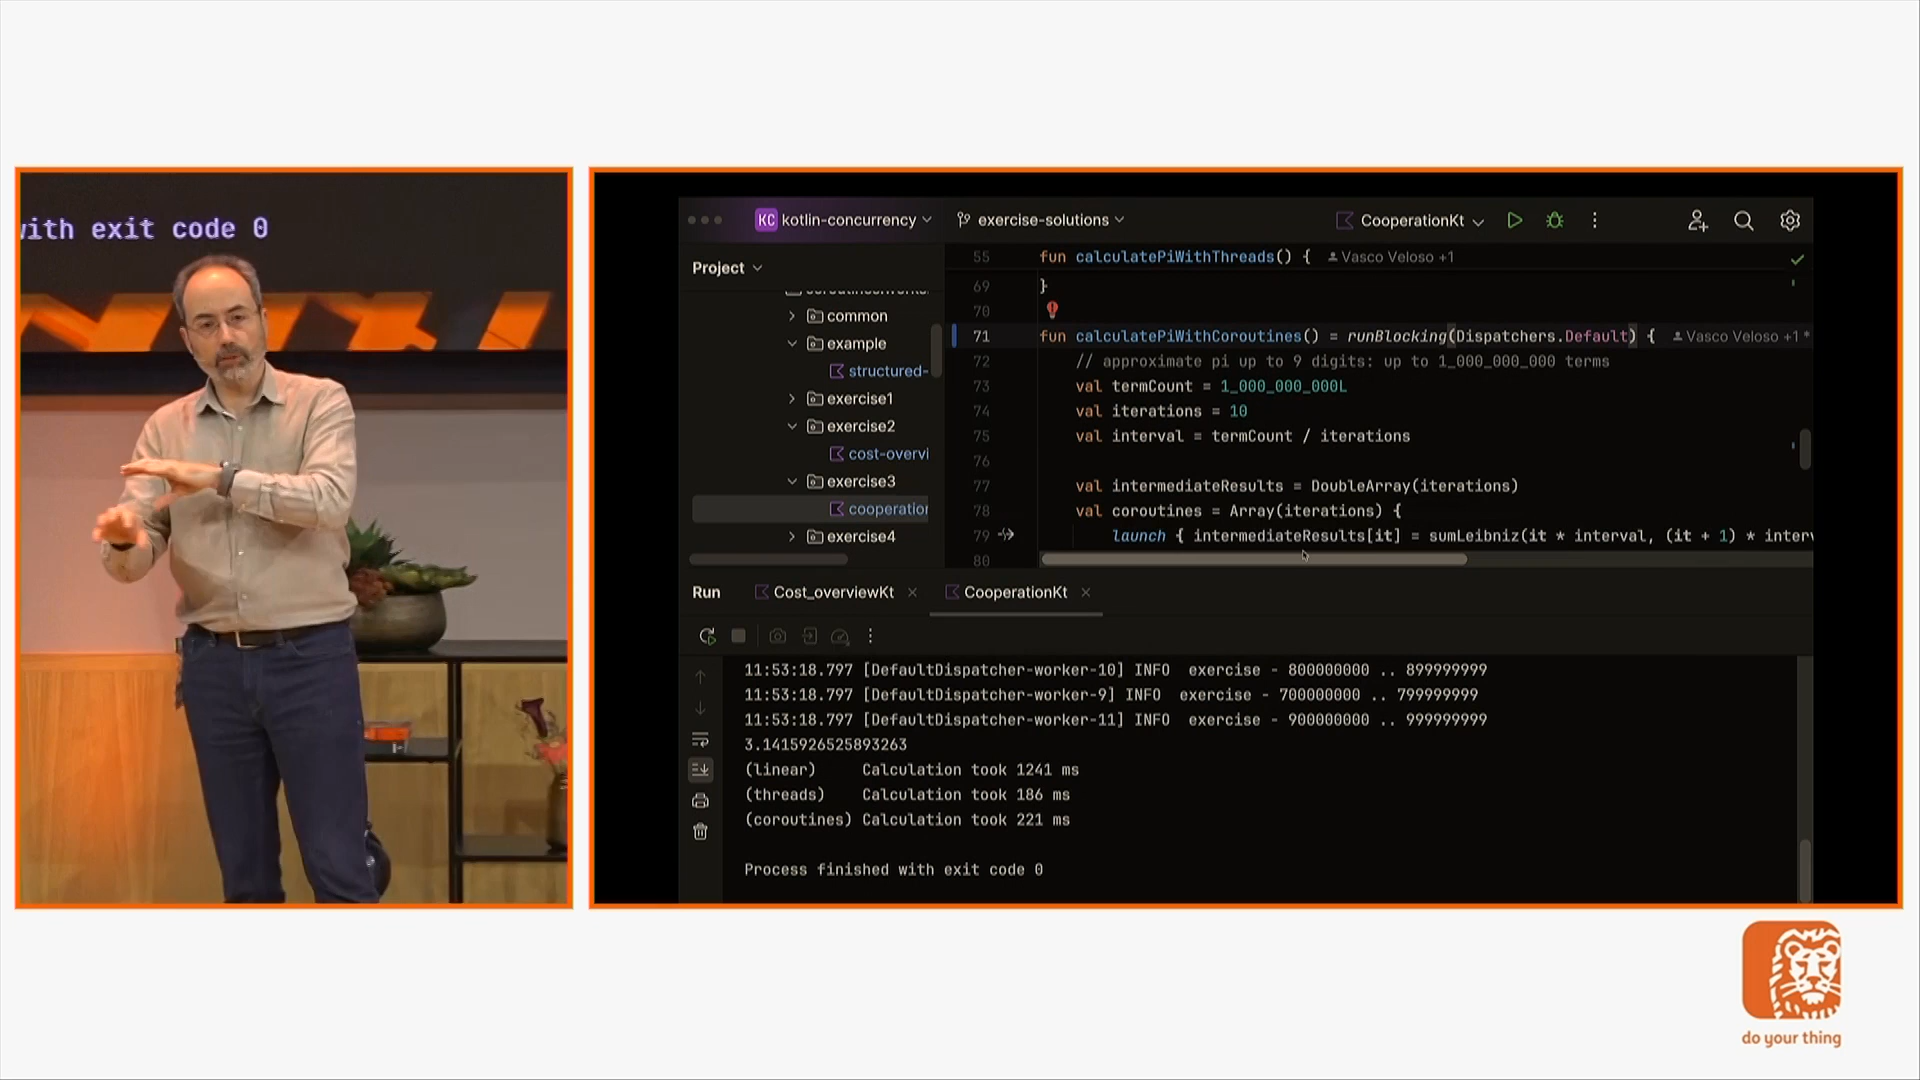 with exit code 0
KC kotlin-concurrency
exercise-solutions
CooperationKt
Project
common
example
structured-
exercise1
exercise2
cost-overvi
exercise3
cooperation
exercise4
55 fun calculatePiWithThreads() { Vasco Veloso +1
69 }
70
71 fun calculatePiWithCoroutines() = runBlocking(Dispatchers.Default) { Vasco Veloso +1 *
72 // approximate pi up to 9 digits: up to 1_000_000_000 terms
73 val termCount = 1_000_000_000L
74 val iterations = 10
75 val interval = termCount / iterations
76
77 val intermediateResults = DoubleArray(iterations)
78 val coroutines = Array(iterations) {
79 launch { intermediateResults[it] = sumLeibniz(it * interval, (it + 1) * interv
80
Run Cost_overviewKt CooperationKt
11:53:18.797 [DefaultDispatcher-worker-10] INFO exercise - 800000000 .. 899999999
11:53:18.797 [DefaultDispatcher-worker-9] INFO exercise - 700000000 .. 799999999
11:53:18.797 [DefaultDispatcher-worker-11] INFO exercise - 900000000 .. 999999999
3.1415926525893263
(linear) Calculation took 1241 ms
(threads) Calculation took 186 ms
(coroutines) Calculation took 221 ms
Process finished with exit code 0
do your thing